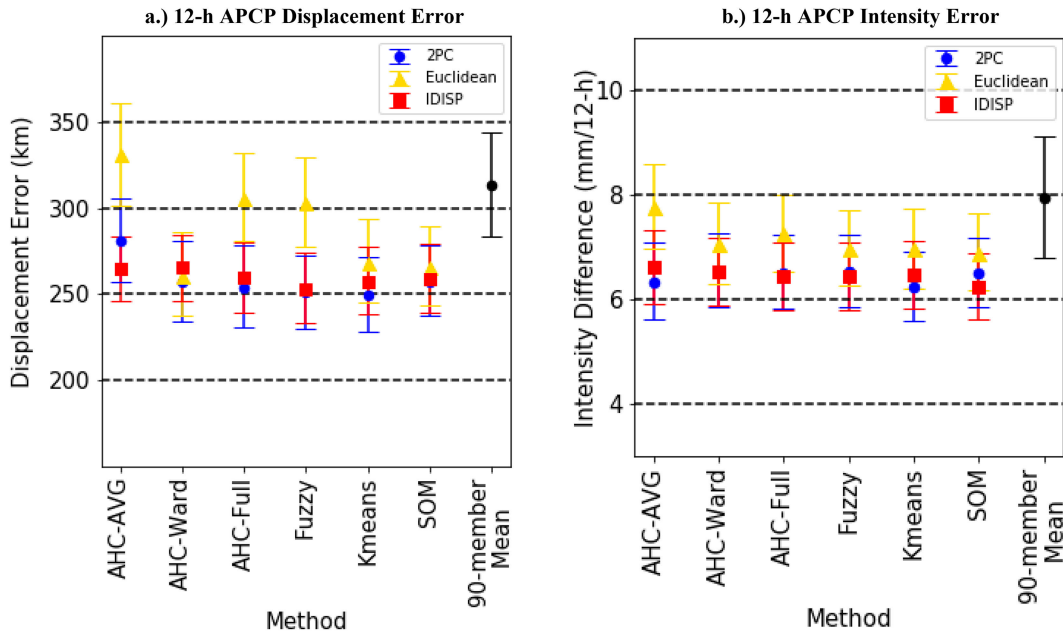 a.) 12-h APCP Displacement Error
2PC
Euclidean
IDISP
350
300
250
200
Displacement Error (km)
AHC-AVG
AHC-Ward
AHC-Full
Fuzzy
Kmeans
SOM
90-member
Mean
Method
b.) 12-h APCP Intensity Error
2PC
Euclidean
IDISP
10
8
6
4
Intensity Difference (mm/12-h)
AHC-AVG
AHC-Ward
AHC-Full
Fuzzy
Kmeans
SOM
90-member
Mean
Method